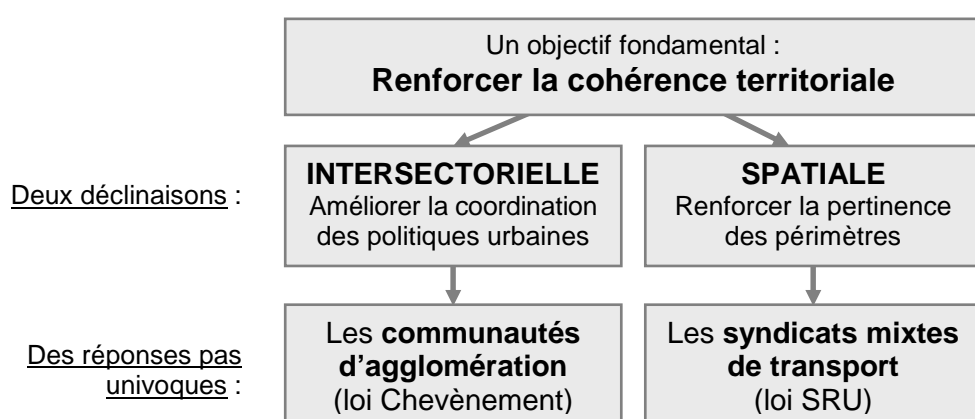 Un objectif fondamental :
Renforcer la cohérence territoriale
Deux déclinaisons :
INTERSECTORIELLE
Améliorer la coordination
des politiques urbaines
SPATIALE
Renforcer la pertinence
des périmètres
Des réponses pas
univoques :
Les communautés
d’agglomération
(loi Chevènement)
Les syndicats mixtes
de transport
(loi SRU)